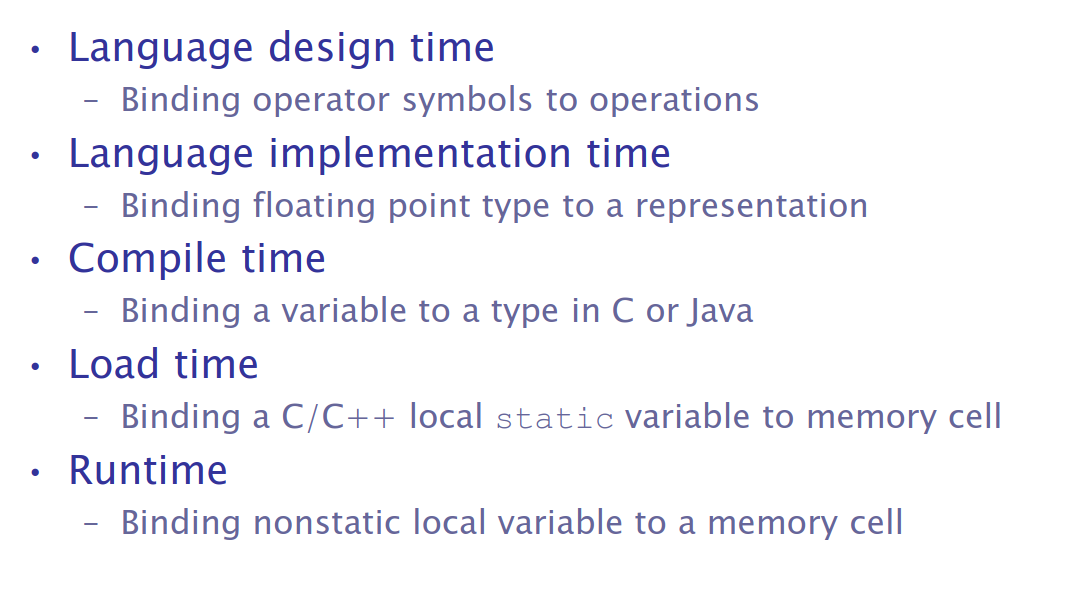 • Language design time
– Binding operator symbols to operations
• Language implementation time
– Binding floating point type to a representation
• Compile time
– Binding a variable to a type in C or Java
• Load time
– Binding a C/C++ local static variable to memory cell
• Runtime
– Binding nonstatic local variable to a memory cell